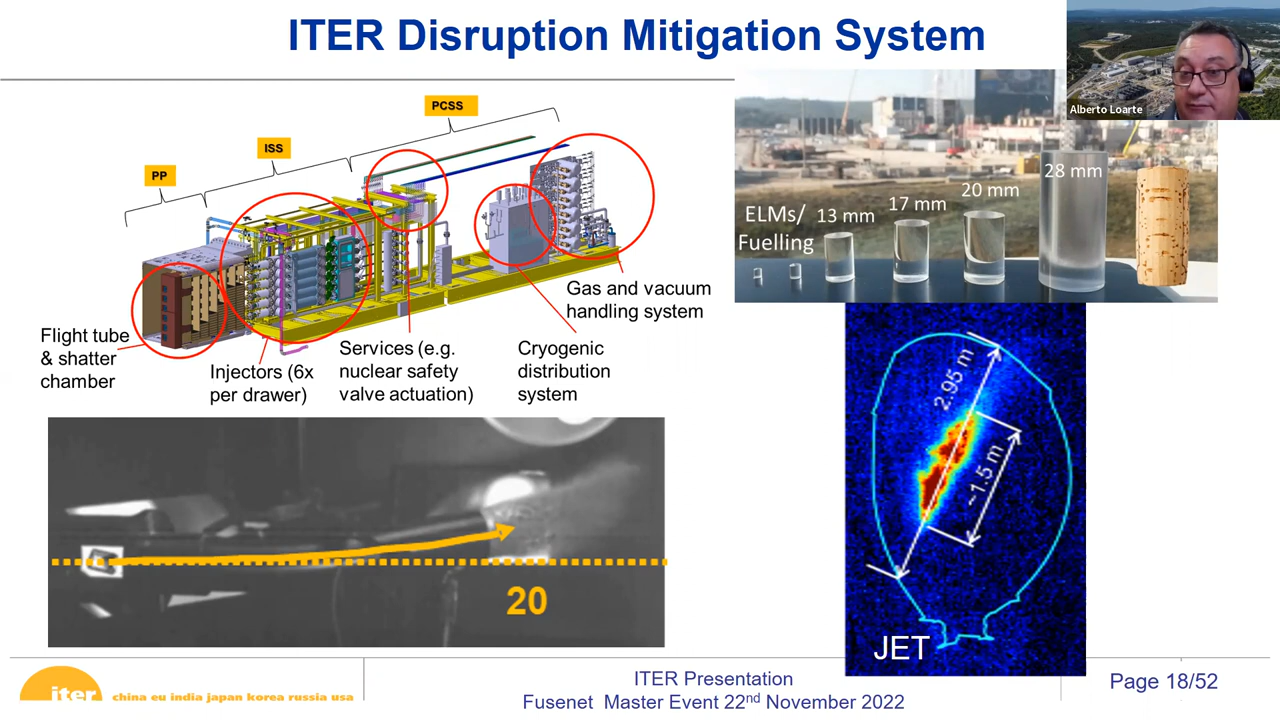 ITER Disruption Mitigation System
Alberto Loarte
PCSS
ISS
PP
Flight tube
& shatter
chamber
Injectors (6x
per drawer)
Services (e.g.
nuclear safety
valve actuation)
Cryogenic
distribution
system
Gas and vacuum
handling system
ELMs/
Fuelling
13 mm
17 mm
20 mm
28 mm
20
2.95 m
~1.5 m
JET
iter
china eu india japan korea russia usa
ITER Presentation
Fusenet Master Event 22nd November 2022
Page 18/52